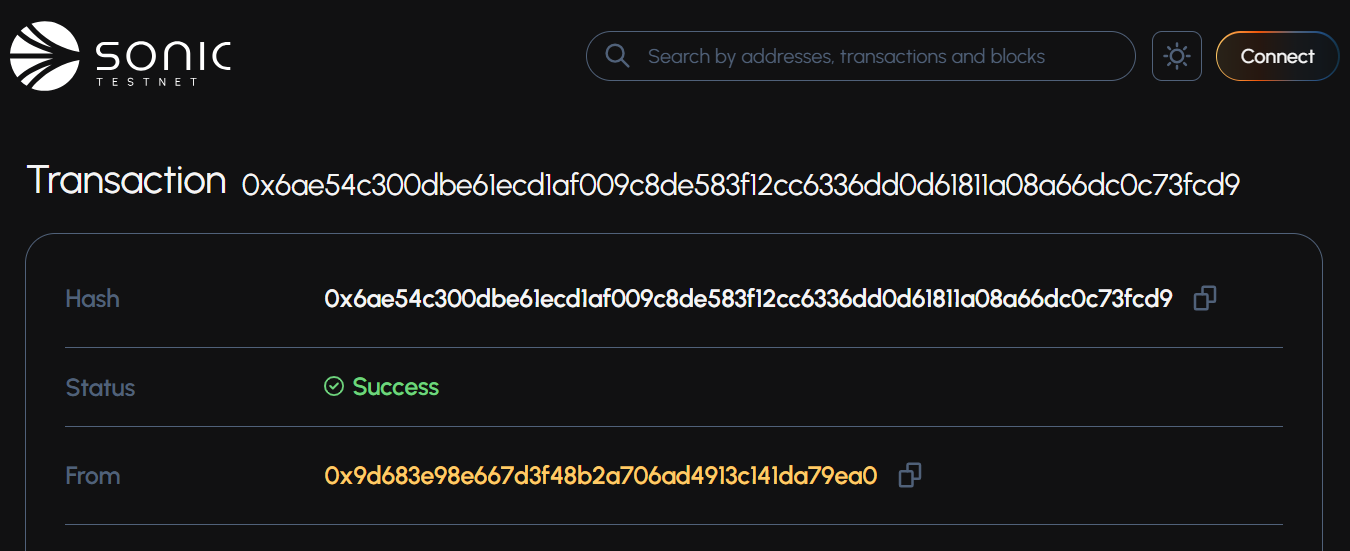 SONIC
TESTNET
Search by addresses, transactions and blocks
Connect
Transaction 0x6ae54c300dbe61ecd1af009c8de583f12cc6336dd0d61811a08a66dc0c73fcd9
Hash 0x6ae54c300dbe61ecd1af009c8de583f12cc6336dd0d61811a08a66dc0c73fcd9
Status Success
From 0x9d683e98e667d3f48b2a706ad4913c141da79ea0